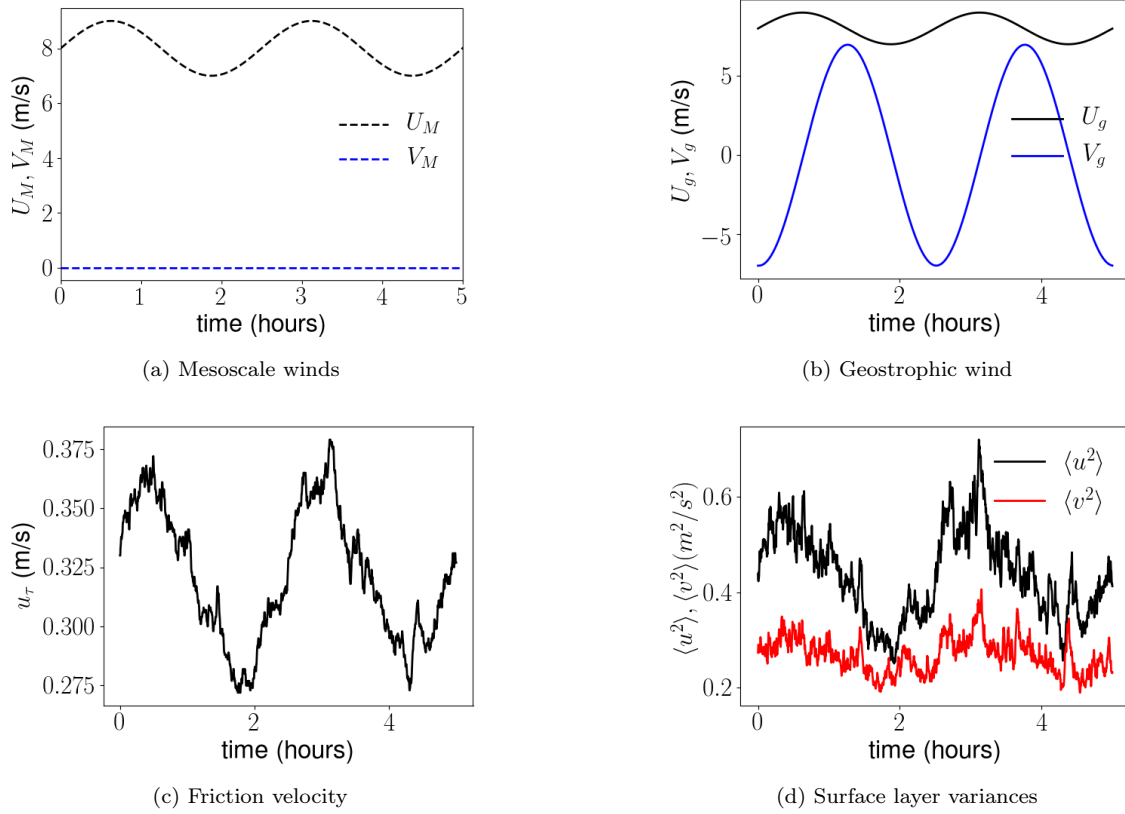 8
6
4
2
0
U_M, V_M (m/s)
U_M
V_M
0 1 2 3 4 5
time (hours)
(a) Mesoscale winds
5
0
−5
U_g, V_g (m/s)
U_g
V_g
0 2 4
time (hours)
(b) Geostrophic wind
0.375
0.350
0.325
0.300
0.275
u_τ (m/s)
0 2 4
time (hours)
(c) Friction velocity
0.6
0.4
0.2
⟨u²⟩, ⟨v²⟩(m²/s²)
⟨u²⟩
⟨v²⟩
0 2 4
time (hours)
(d) Surface layer variances